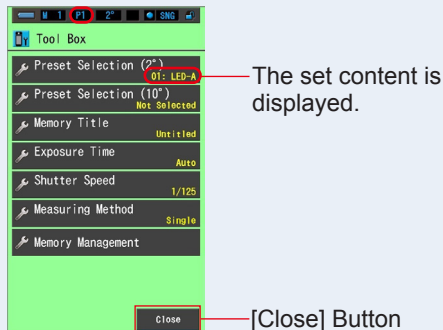 M 1 P1 2° SNG
Tool Box
Preset Selection (2°)
01: LED-A
The set content is
displayed.
Preset Selection (10°)
Not Selected
Memory Title
Untitled
Exposure Time
Auto
Shutter Speed
1/125
Measuring Method
Single
Memory Management
Close
[Close] Button